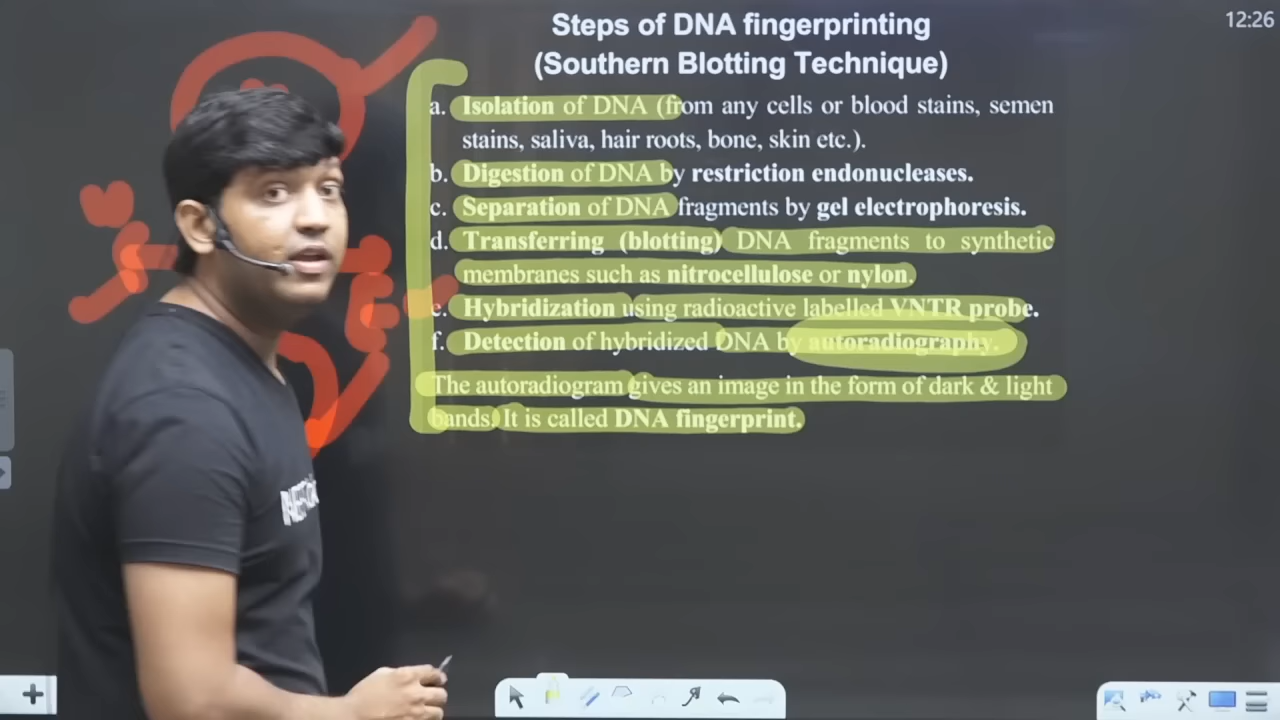 12:26
Steps of DNA fingerprinting
(Southern Blotting Technique)
a. Isolation of DNA (from any cells or blood stains, semen
stains, saliva, hair roots, bone, skin etc.).
b. Digestion of DNA by restriction endonucleases.
c. Separation of DNA fragments by gel electrophoresis.
d. Transferring (blotting) DNA fragments to synthetic
membranes such as nitrocellulose or nylon.
e. Hybridization using radioactive labelled VNTR probe.
f. Detection of hybridized DNA by autoradiography.
The autoradiogram gives an image in the form of dark & light
bands. It is called DNA fingerprint.